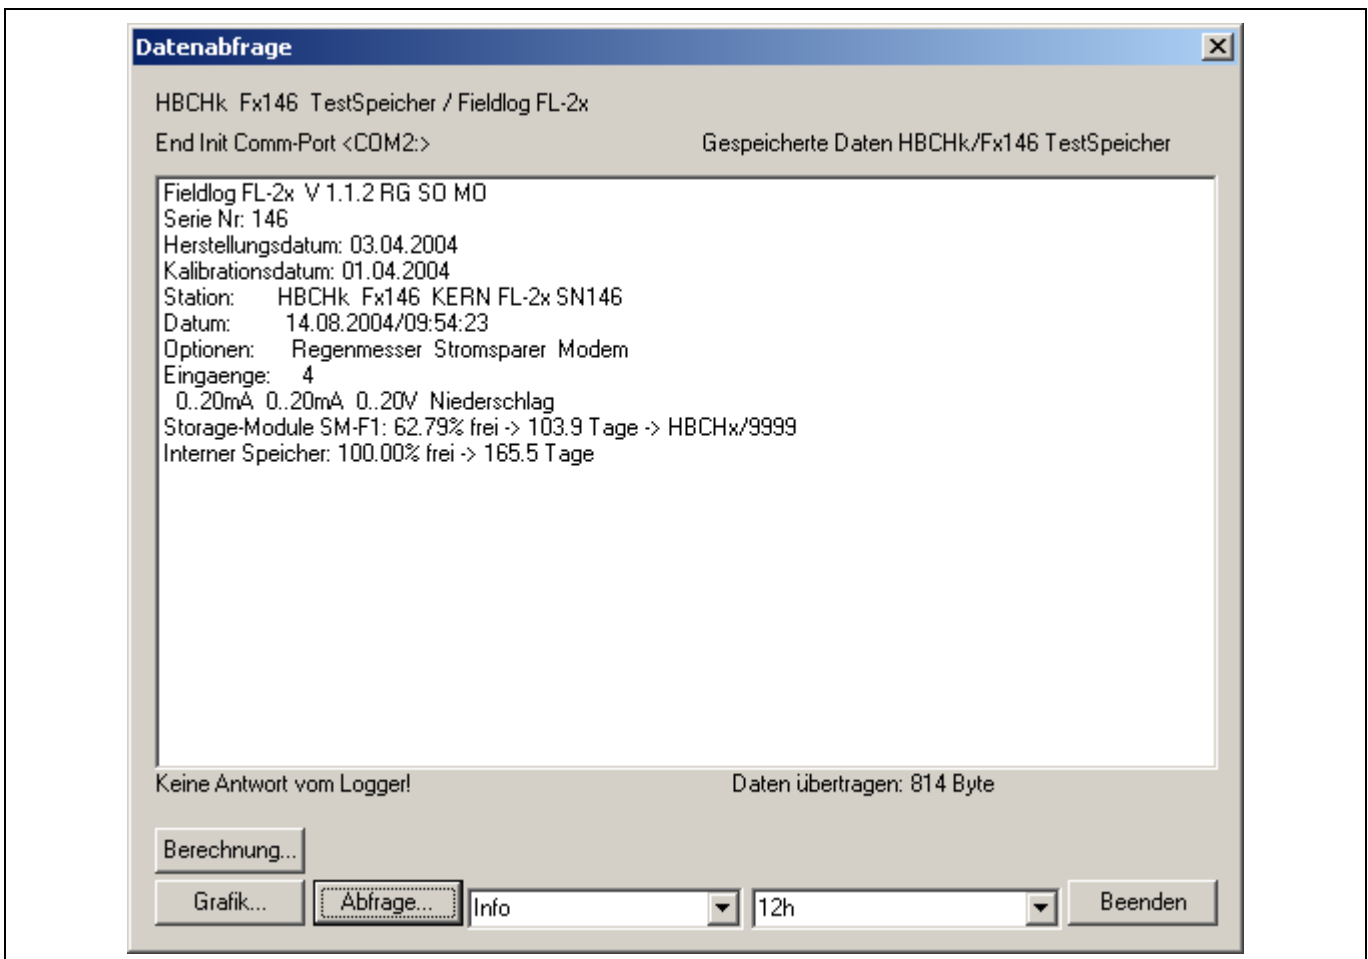 Datenabfrage
HBCHk Fx146 TestSpeicher / Fieldlog FL-2x
End Init Comm-Port <COM2:> Gespeicherte Daten HBCHk/Fx146 TestSpeicher
Fieldlog FL-2x V 1.1.2 RG SO MO
Serie Nr: 146
Herstellungsdatum: 03.04.2004
Kalibrationsdatum: 01.04.2004
Station: HBCHk Fx146 KERN FL-2x SN146
Datum: 14.08.2004/09:54:23
Optionen: Regenmesser Stromsparer Modem
Eingaenge: 4
0..20mA 0..20mA 0..20V Niederschlag
Storage-Module SM-F1: 62.79% frei -> 103.9 Tage -> HBCHx/9999
Interner Speicher: 100.00% frei -> 165.5 Tage
Keine Antwort vom Logger! Daten übertragen: 814 Byte
Berechnung...
Grafik... Abfrage... Info 12h Beenden